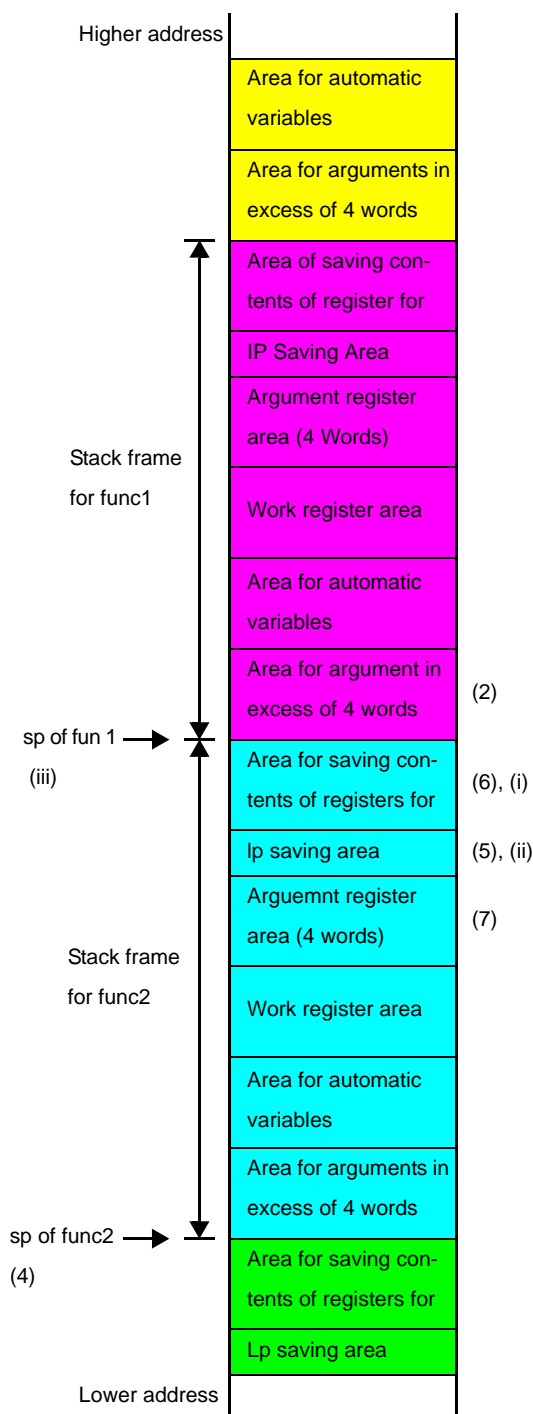 Higher address
Area for automatic
variables
Area for arguments in
excess of 4 words
Area of saving con-
tents of register for
IP Saving Area
Argument register
area (4 Words)
Stack frame
for func1
Work register area
Area for automatic
variables
Area for argument in
excess of 4 words
(2)
sp of fun 1
(iii)
Area for saving con-
tents of registers for
(6), (i)
lp saving area
(5), (ii)
Arguemnt register
area (4 words)
(7)
Stack frame
for func2
Work register area
Area for automatic
variables
Area for arguments in
excess of 4 words
sp of func2
(4)
Area for saving con-
tents of registers for
Lp saving area
Lower address